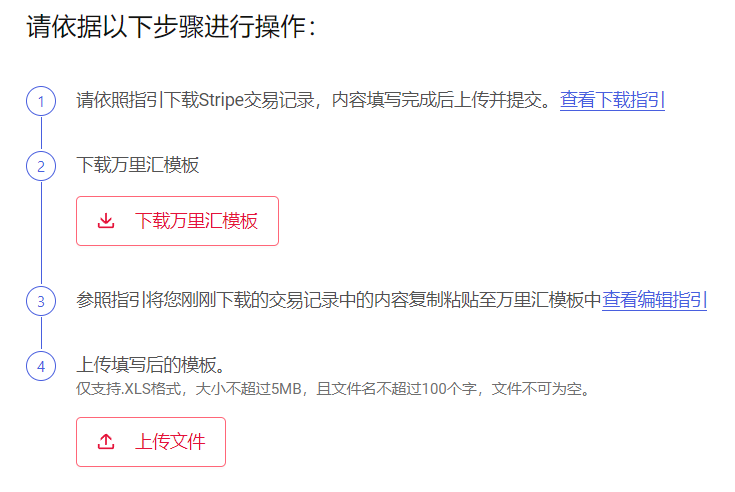 请依据以下步骤进行操作：
1 请依照指引下载Stripe交易记录，内容填写完成后上传并提交。查看下载指引
2 下载万里汇模板
下载万里汇模板
3 参照指引将您刚刚下载的交易记录中的内容复制粘贴至万里汇模板中查看编辑指引
4 上传填写后的模板。
仅支持.XLS格式，大小不超过5MB，且文件名不超过100个字，文件不可为空。
上传文件